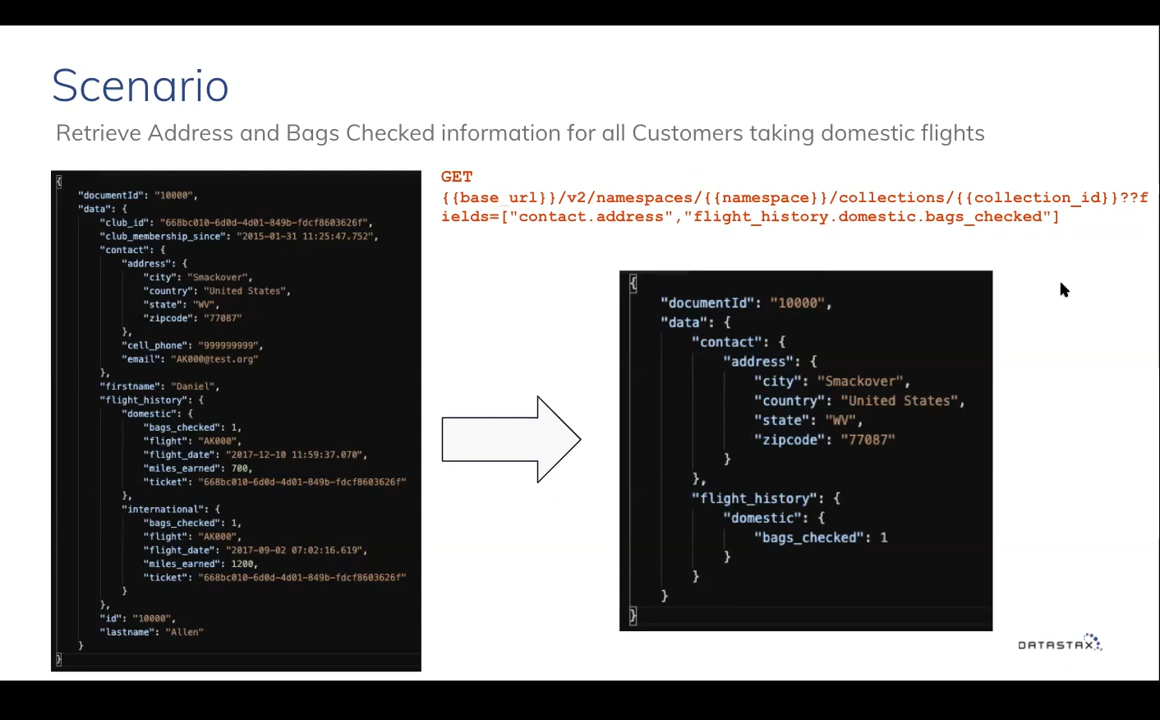 Scenario
Retrieve Address and Bags Checked information for all Customers taking domestic flights
{
"documentId": "10000",
"data": {
"club_id": "668bc010-6d0d-4d01-849b-fdcf8603626f",
"club_membership_since": "2015-01-31 11:25:47.752",
"contact": {
"address": {
"city": "Smackover",
"country": "United States",
"state": "WV",
"zipcode": "77087"
},
"cell_phone": "999999999",
"email": "AK000@test.org"
},
"firstname": "Daniel",
"flight_history": {
"domestic": {
"bags_checked": 1,
"flight": "AK000",
"flight_date": "2017-12-10 11:59:37.070",
"miles_earned": 700,
"ticket": "668bc010-6d0d-4d01-849b-fdcf8603626f"
},
"international": {
"bags_checked": 1,
"flight": "AK000",
"flight_date": "2017-09-02 07:02:16.619",
"miles_earned": 1200,
"ticket": "668bc010-6d0d-4d01-849b-fdcf8603626f"
}
},
"id": "10000",
"lastname": "Allen"
}
}
GET
{{base_url}}/v2/namespaces/{{namespace}}/collections/{{collection_id}}??f
ields=["contact.address","flight_history.domestic.bags_checked"]
{
"documentId": "10000",
"data": {
"contact": {
"address": {
"city": "Smackover",
"country": "United States",
"state": "WV",
"zipcode": "77087"
}
},
"flight_history": {
"domestic": {
"bags_checked": 1
}
}
}
}
DATASTAX